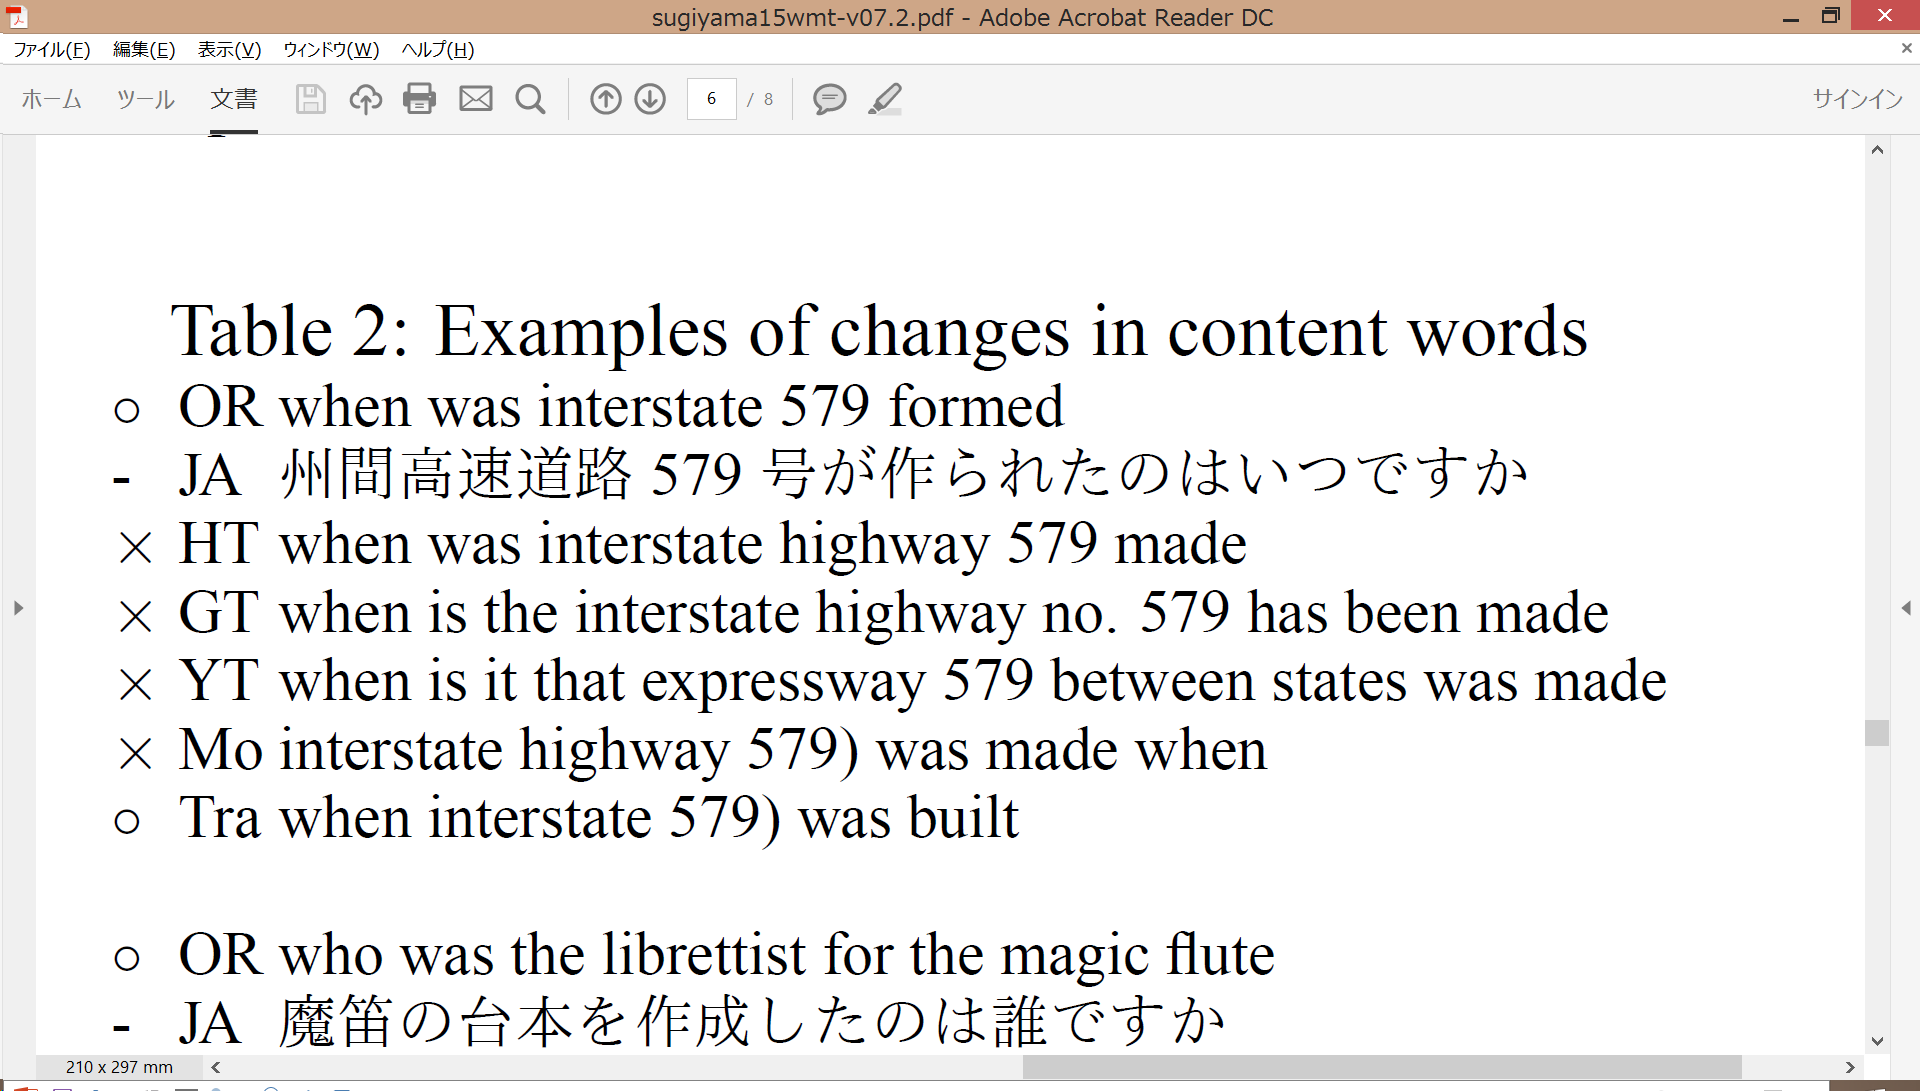 sugiyama15wmt-v07.2.pdf - Adobe Acrobat Reader DC
ファイル(F) 編集(E) 表示(V) ウィンドウ(W) ヘルプ(H)
ホーム ツール 文書 6 / 8 サインイン
Table 2: Examples of changes in content words
○ OR when was interstate 579 formed
- JA 州間高速道路 579 号が作られたのはいつですか
× HT when was interstate highway 579 made
× GT when is the interstate highway no. 579 has been made
× YT when is it that expressway 579 between states was made
× Mo interstate highway 579) was made when
○ Tra when interstate 579) was built
○ OR who was the librettist for the magic flute
- JA 魔笛の台本を作成したのは誰ですか
210 x 297 mm